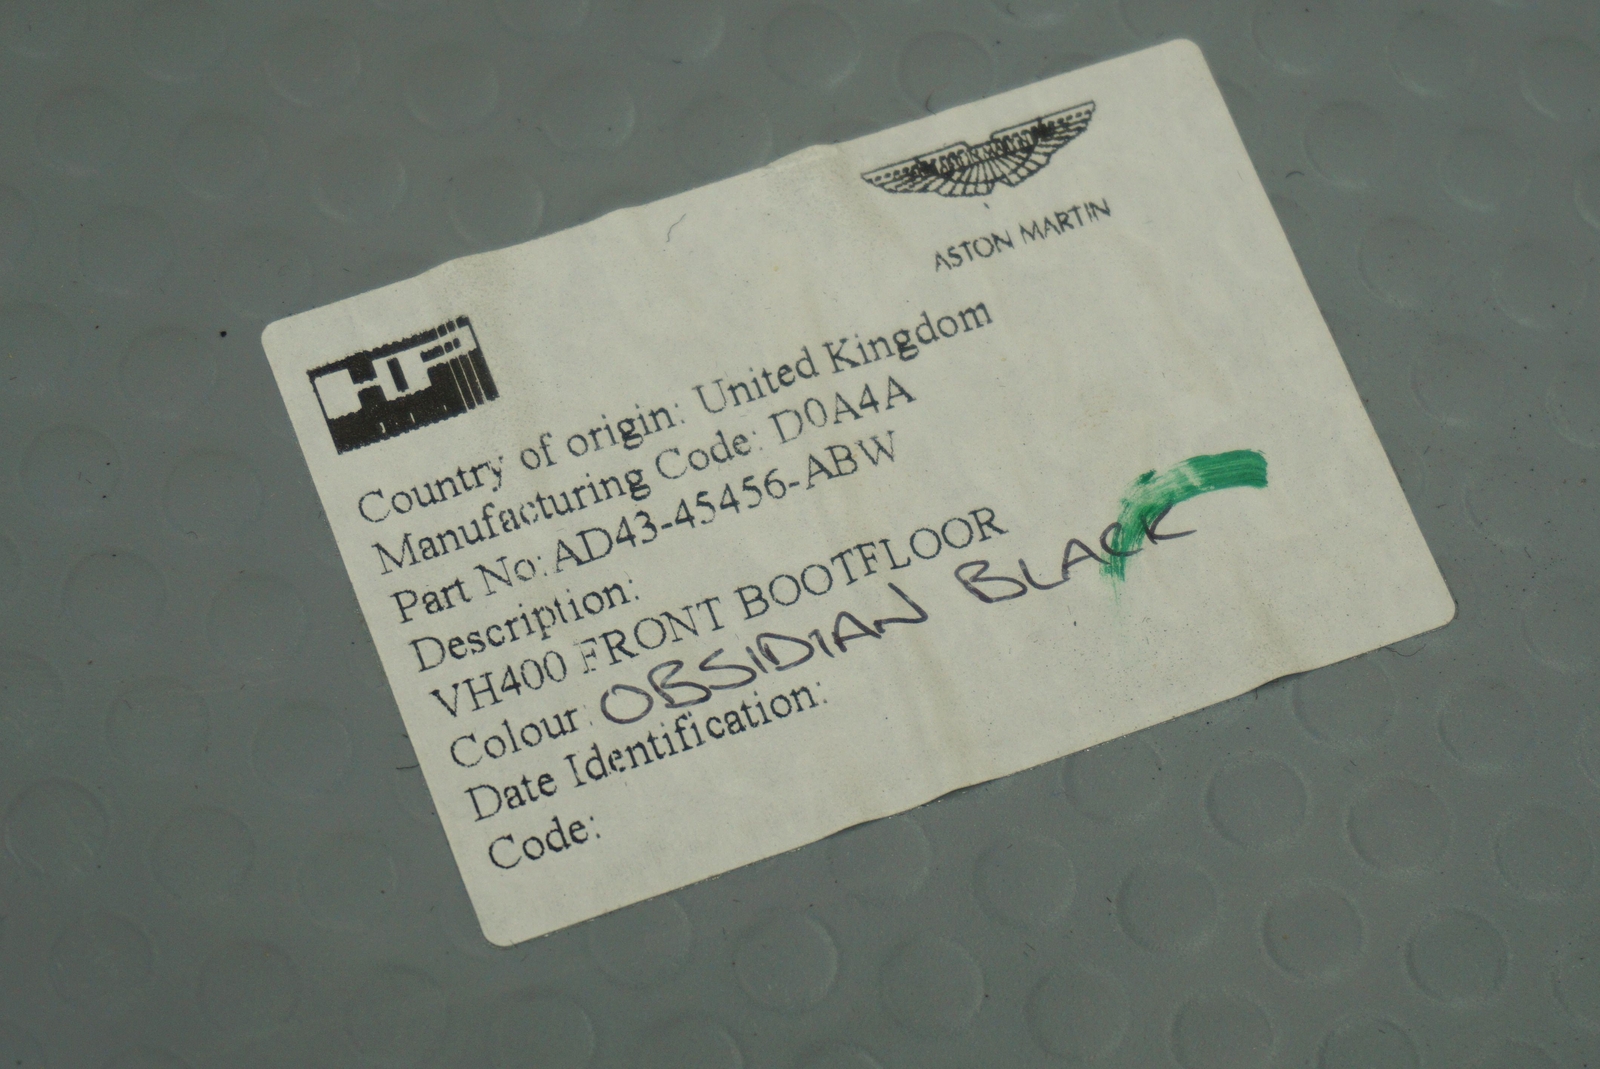 ASTON MARTIN
HFI
Country of origin: United Kingdom
Manufacturing Code: D0A4A
Part No: AD43-45456-ABW
Description:
VH400 FRONT BOOTFLOOR
Colour: OBSIDIAN BLACK
Date Identification:
Code: